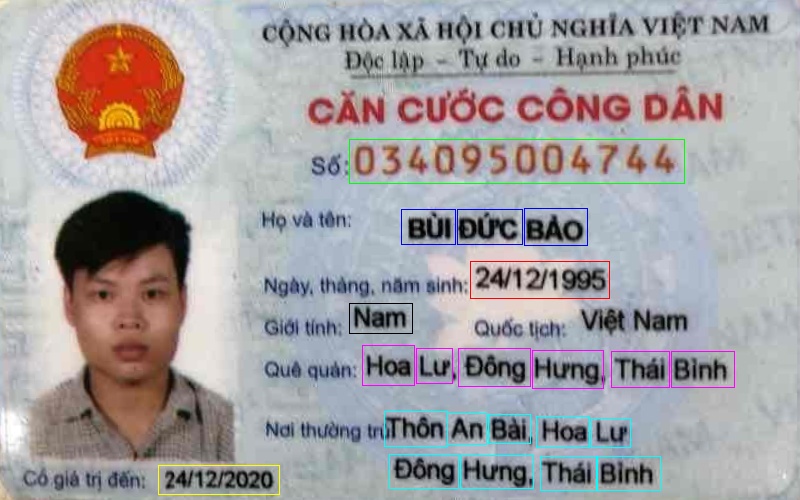 CỘNG HÒA XÃ HỘI CHỦ NGHĨA VIỆT NAM
Độc lập - Tự do - Hạnh phúc
CĂN CƯỚC CÔNG DÂN
Số: 034095004744
Họ và tên: BÙI ĐỨC BẢO
Ngày, tháng, năm sinh: 24/12/1995
Giới tính: Nam Quốc tịch: Việt Nam
Quê quán: Hoa Lư, Đông Hưng, Thái Bình
Nơi thường trú Thôn An Bài, Hoa Lư
Đông Hưng, Thái Bình
Có giá trị đến: 24/12/2020